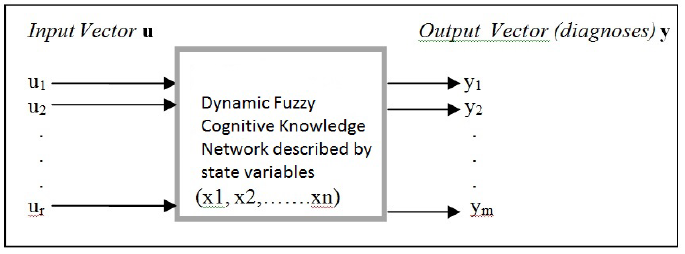 Input Vector u
Output Vector (diagnoses) y
u1
u2
.
.
.
ur
Dynamic Fuzzy
Cognitive Knowledge
Network described by
state variables
(x1, x2,.......xn)
y1
y2
.
.
.
ym